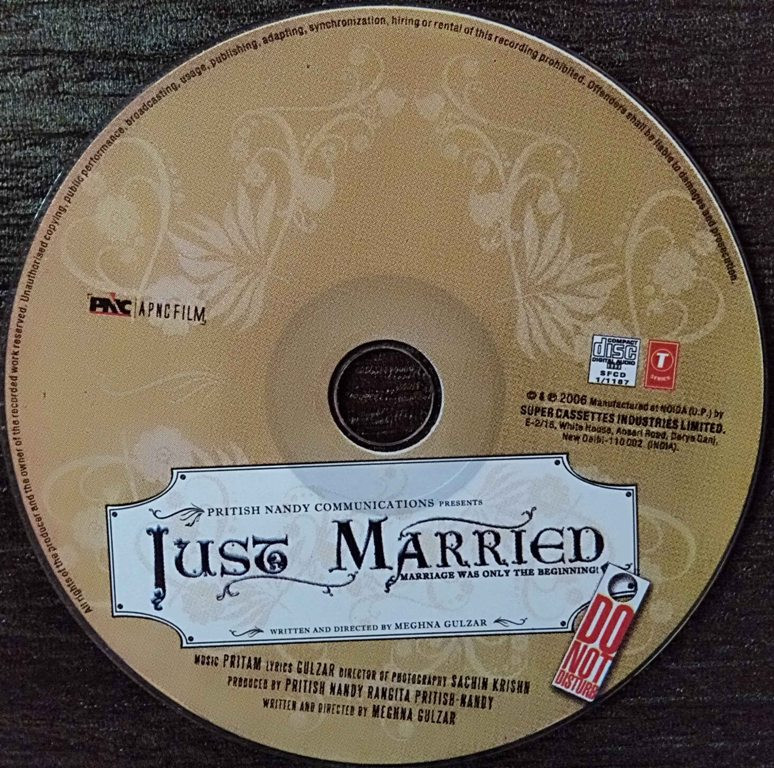 All rights of the producer and the owner of the recorded work reserved. Unauthorised copying, public performance, broadcasting, usage, publishing, adapting, synchronization, hiring or rental of this recording prohibited. Offenders shall be liable to damages and prosecution.
PNC A PNC FILM
COMPACT
disc
DIGITAL AUDIO
SFCD
1/1187
T
SERIES
© & ℗ 2006 Manufactured at NOIDA (U.P.) by
SUPER CASSETTES INDUSTRIES LIMITED.
E-2/16, White House, Ansari Road, Darya Ganj,
New Delhi-110 002. (INDIA).
PRITISH NANDY COMMUNICATIONS PRESENTS
JUST MARRIED
MARRIAGE WAS ONLY THE BEGINNING!
WRITTEN AND DIRECTED BY MEGHNA GULZAR
DO
NOT
DISTURB
MUSIC PRITAM LYRICS GULZAR DIRECTOR OF PHOTOGRAPHY SACHIN KRISHN
PRODUCED BY PRITISH NANDY RANGITA PRITISH-NANDY
WRITTEN AND DIRECTED BY MEGHNA GULZAR